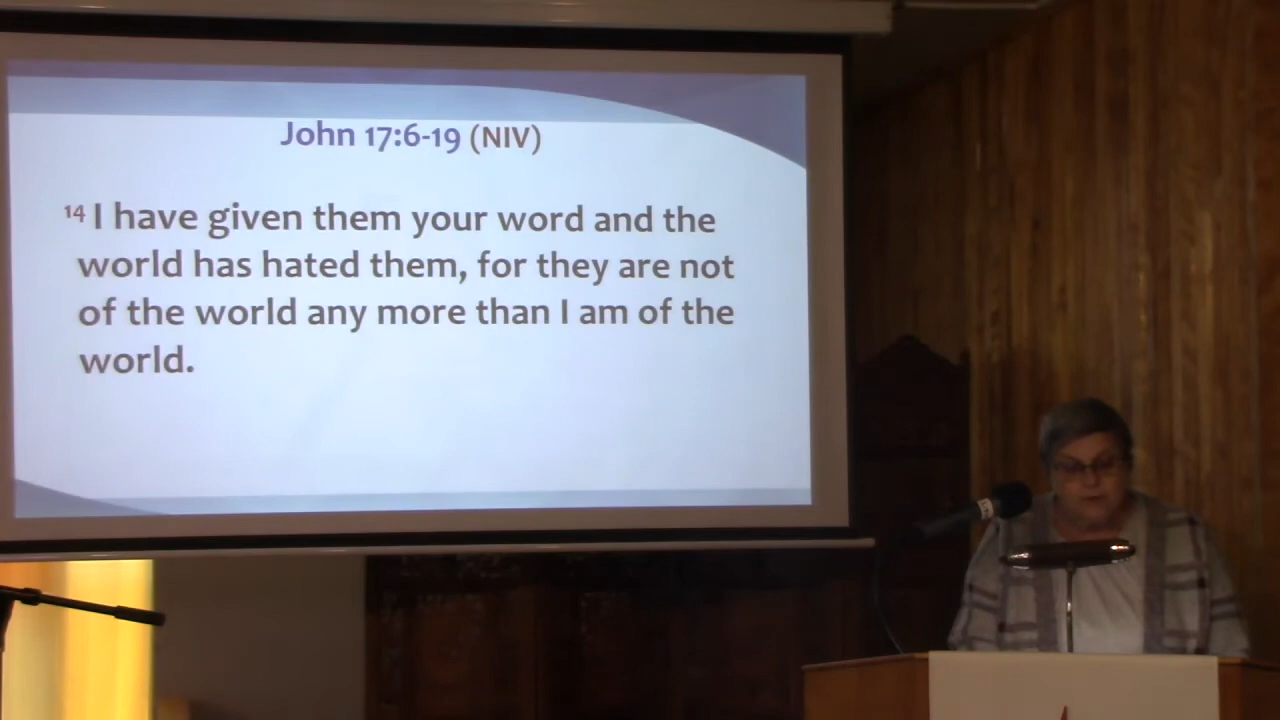 John 17:6-19 (NIV)
14 I have given them your word and the
world has hated them, for they are not
of the world any more than I am of the
world.